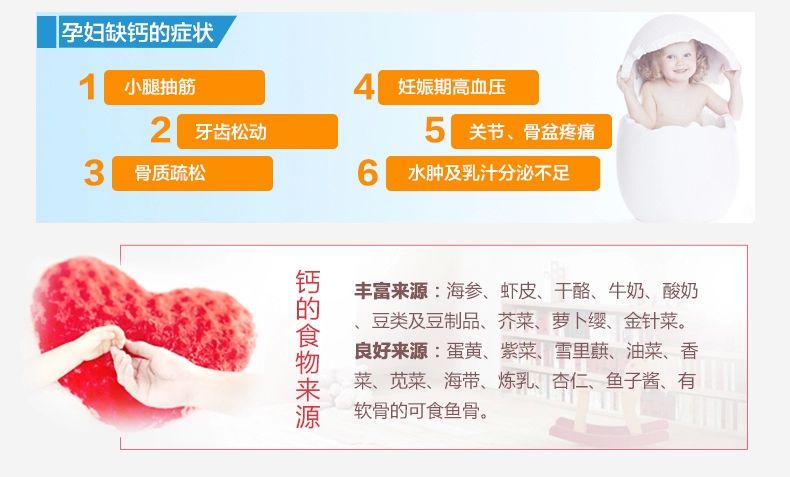 孕妇缺钙的症状
1 小腿抽筋
2 牙齿松动
3 骨质疏松
4 妊娠期高血压
5 关节、骨盆疼痛
6 水肿及乳汁分泌不足
钙的食物来源
丰富来源：海参、虾皮、干酪、牛奶、酸奶
、豆类及豆制品、芥菜、萝卜缨、金针菜。
良好来源：蛋黄、紫菜、雪里蕻、油菜、香
菜、苋菜、海带、炼乳、杏仁、鱼子酱、有
软骨的可食鱼骨。